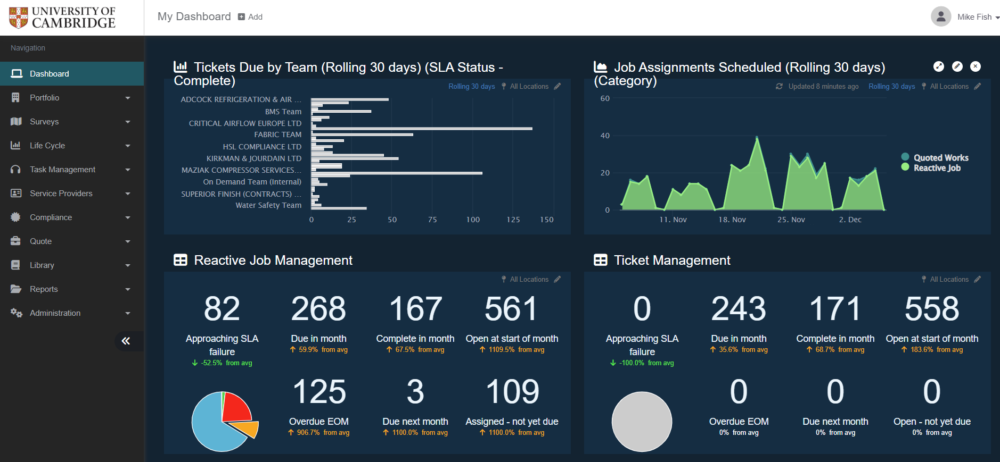 UNIVERSITY OF
CAMBRIDGE
My Dashboard
Add
Mike Fish
Navigation
Dashboard
Portfolio
Surveys
Life Cycle
Task Management
Service Providers
Compliance
Quote
Library
Reports
Administration
Tickets Due by Team (Rolling 30 days) (SLA Status -
Complete)
Rolling 30 days All Locations
ADCOCK REFRIGERATION & AIR ...
BMS Team
CRITICAL AIRFLOW EUROPE LTD
FABRIC TEAM
HSL COMPLIANCE LTD
KIRKMAN & JOURDAIN LTD
MAZIAK COMPRESSOR SERVICES...
On Demand Team (Internal)
SUPERIOR FINISH (CONTRACTS) ...
Water Safety Team
0 25 50 75 100 125 150
Job Assignments Scheduled (Rolling 30 days)
(Category)
Updated 8 minutes ago Rolling 30 days All Locations
60
40
20
0
11. Nov 18. Nov 25. Nov 2. Dec
Quoted Works
Reactive Job
Reactive Job Management
All Locations
82 268 167 561
Approaching SLA failure Due in month Complete in month Open at start of month
-52.5% from avg 59.9% from avg 67.5% from avg 1109.5% from avg
125 3 109
Overdue EOM Due next month Assigned - not yet due
906.7% from avg 1100.0% from avg 1100.0% from avg
Ticket Management
All Locations
0 243 171 558
Approaching SLA failure Due in month Complete in month Open at start of month
-100.0% from avg 35.6% from avg 68.7% from avg 183.6% from avg
0 0 0
Overdue EOM Due next month Open - not yet due
0% from avg 0% from avg 0% from avg